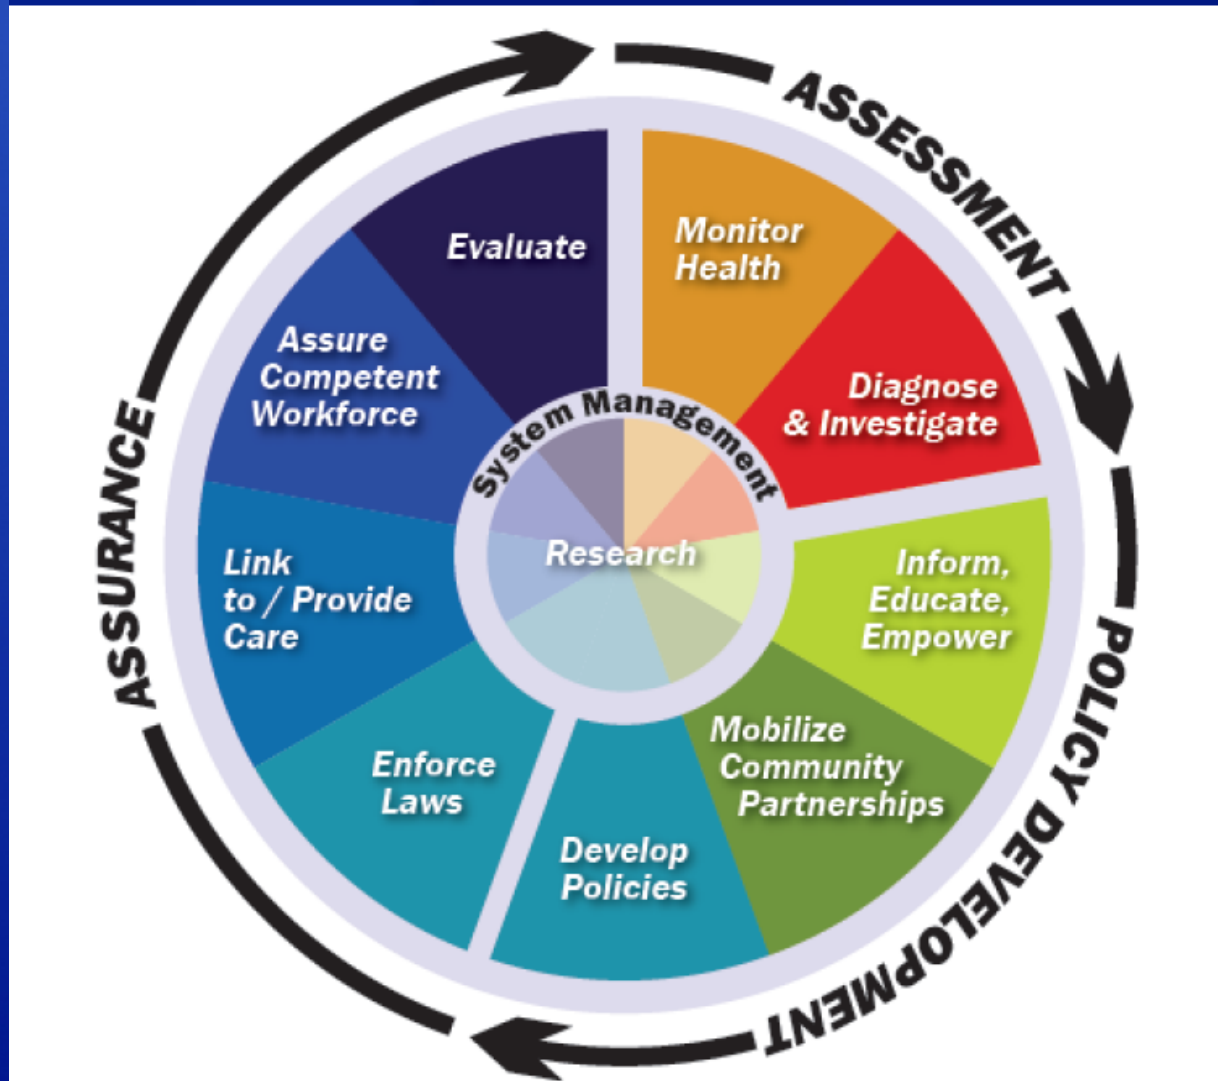 ASSESSMENT
Monitor
Health
Diagnose
& Investigate
POLICY DEVELOPMENT
Inform,
Educate,
Empower
Mobilize
Community
Partnerships
Develop
Policies
ASSURANCE
Enforce
Laws
Link
to / Provide
Care
Assure
Competent
Workforce
Evaluate
System Management
Research